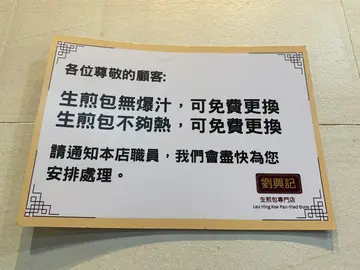 各位尊敬的顧客:
生煎包無爆汁，可免費更換
生煎包不夠熱，可免費更換
請通知本店職員，我們會盡快為您
安排處理。
劉興記
生煎包專門店
Lau Hing Kee Pan-fried Buns